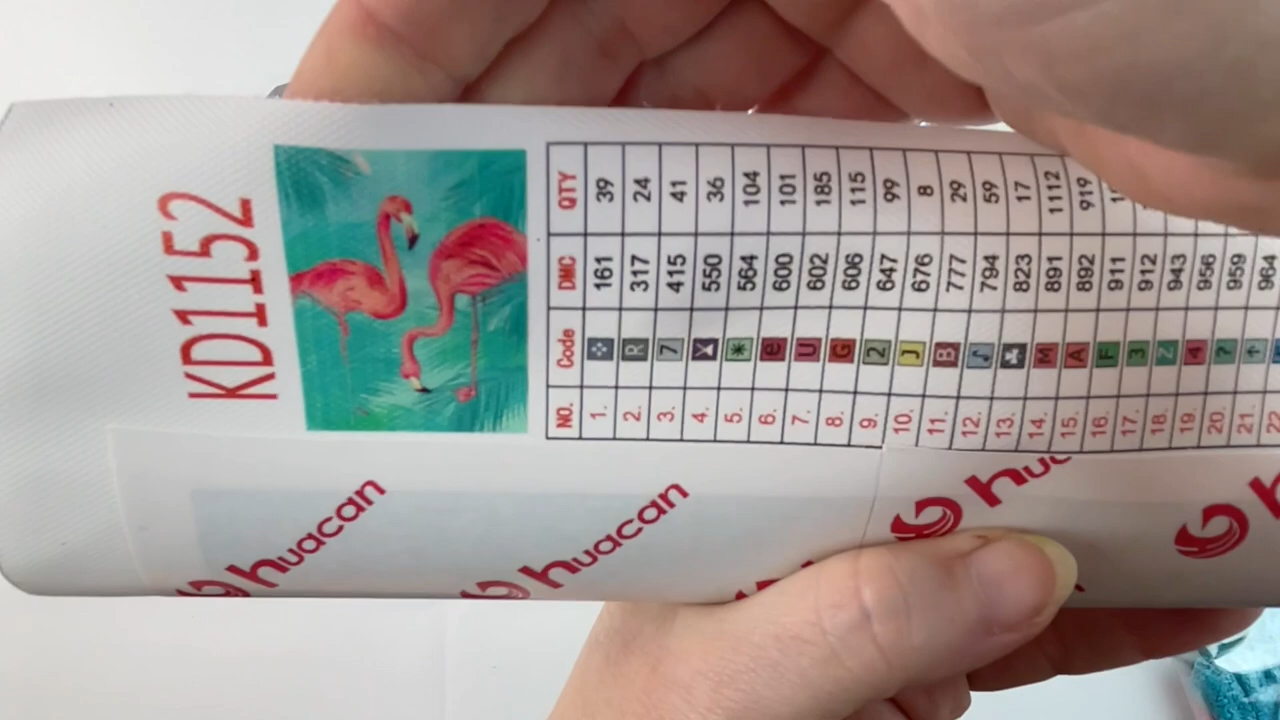 KD1152
NO. Code DMC QTY
1. 161 39
2. R 317 24
3. 7 415 41
4. 550 36
5. 564 104
6. e 600 101
7. U 602 185
8. G 606 115
9. 2 647 99
10. J 676 8
11. B 777 29
12. ♪ 794 59
13. ♣ 823 17
14. M 891 1112
15. A 892 919
16. F 911
17. 3 912
18. Z 943
19. 4 956
20. ? 959
21. ↑ 964
22
huacan
huacan